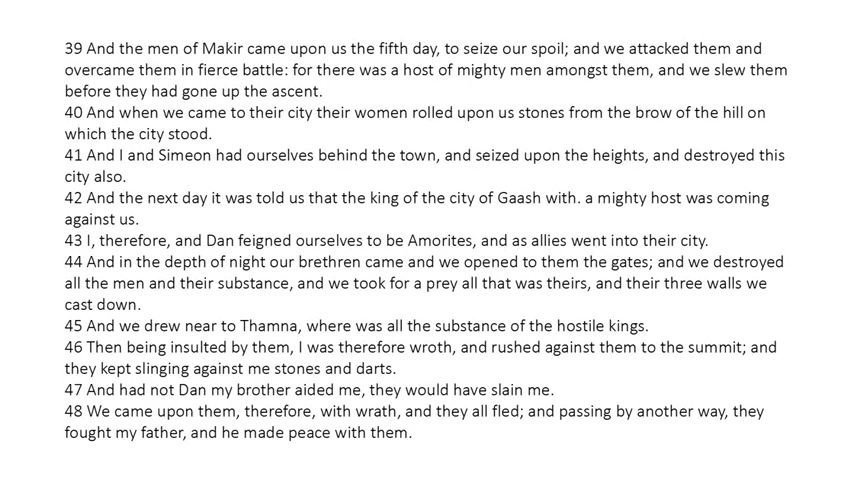 39 And the men of Makir came upon us the fifth day, to seize our spoil; and we attacked them and
overcame them in fierce battle: for there was a host of mighty men amongst them, and we slew them
before they had gone up the ascent.
40 And when we came to their city their women rolled upon us stones from the brow of the hill on
which the city stood.
41 And I and Simeon had ourselves behind the town, and seized upon the heights, and destroyed this
city also.
42 And the next day it was told us that the king of the city of Gaash with. a mighty host was coming
against us.
43 I, therefore, and Dan feigned ourselves to be Amorites, and as allies went into their city.
44 And in the depth of night our brethren came and we opened to them the gates; and we destroyed
all the men and their substance, and we took for a prey all that was theirs, and their three walls we
cast down.
45 And we drew near to Thamna, where was all the substance of the hostile kings.
46 Then being insulted by them, I was therefore wroth, and rushed against them to the summit; and
they kept slinging against me stones and darts.
47 And had not Dan my brother aided me, they would have slain me.
48 We came upon them, therefore, with wrath, and they all fled; and passing by another way, they
fought my father, and he made peace with them.